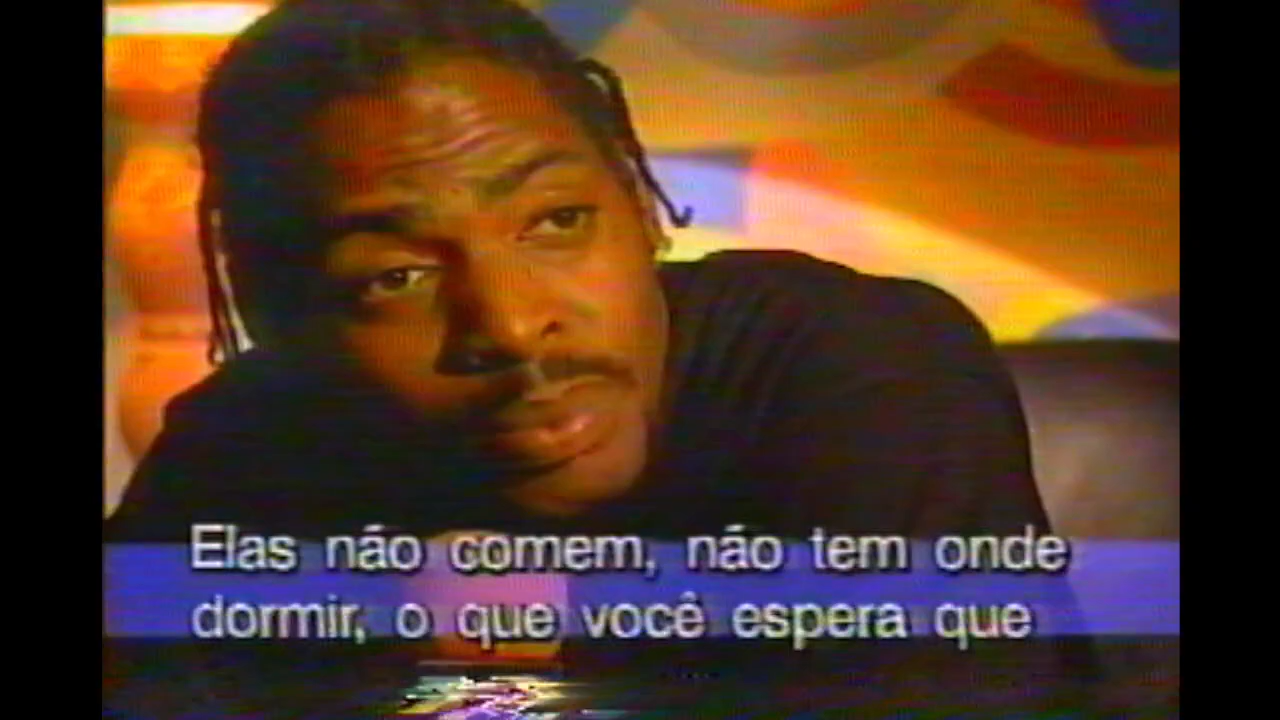 Elas não comem, não tem onde
dormir, o que você espera que